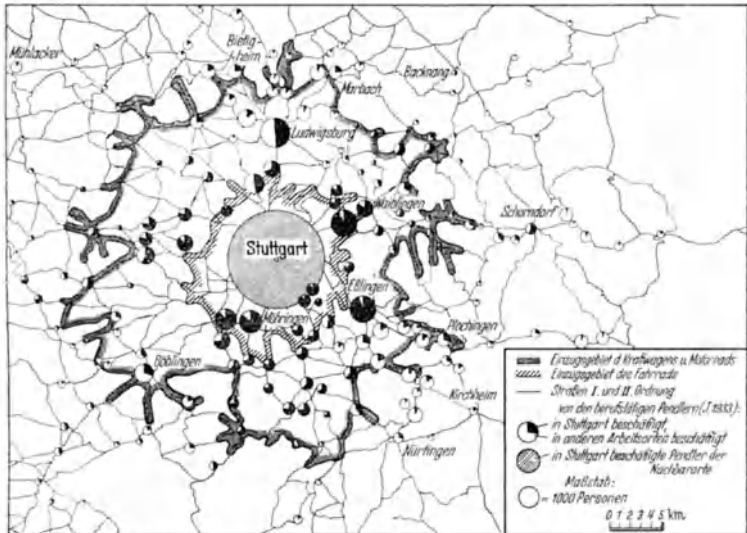 Mühlacker
Bietig-
heim
Marbach
Backnang
Ludwigsburg
Waiblingen
Schorndorf
Stuttgart
Eßlingen
Plochingen
Möhringen
Böblingen
Kirchheim
Nürtingen
Einzugsgebiet d. Kraftwagens u. Motorrads
Einzugsgebiet des Fahrrads
Straßen I. und II. Ordnung
von den berufstätigen Pendlern (J. 1933):
in Stuttgart beschäftigt,
in anderen Arbeitsorten beschäftigt
in Stuttgart beschäftigte Pendler der
Nachbarorte
Maßstab:
= 1000 Personen
0 1 2 3 4 5 km.